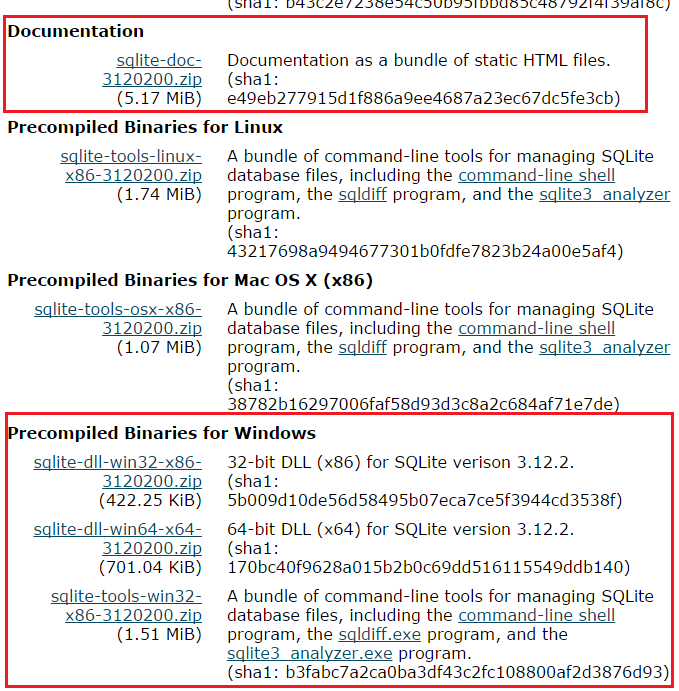 (sha1: b43c2e7238e54c50b95fbbd85c48792f4f39af8c)
Documentation
sqlite-doc-
3120200.zip
(5.17 MiB)
Documentation as a bundle of static HTML files.
(sha1:
e49eb277915d1f886a9ee4687a23ec67dc5fe3cb)
Precompiled Binaries for Linux
sqlite-tools-linux-
x86-3120200.zip
(1.74 MiB)
A bundle of command-line tools for managing SQLite
database files, including the command-line shell
program, the sqldiff program, and the sqlite3_analyzer
program.
(sha1:
43217698a9494677301b0fdfe7823b24a00e5af4)
Precompiled Binaries for Mac OS X (x86)
sqlite-tools-osx-x86-
3120200.zip
(1.07 MiB)
A bundle of command-line tools for managing SQLite
database files, including the command-line shell
program, the sqldiff program, and the sqlite3_analyzer
program.
(sha1:
38782b16297006faf58d93d3c8a2c684af71e7de)
Precompiled Binaries for Windows
sqlite-dll-win32-x86-
3120200.zip
(422.25 KiB)
32-bit DLL (x86) for SQLite verison 3.12.2.
(sha1:
5b009d10de56d58495b07eca7ce5f3944cd3538f)
sqlite-dll-win64-x64-
3120200.zip
(701.04 KiB)
64-bit DLL (x64) for SQLite version 3.12.2.
(sha1:
170bc40f9628a015b2b0c69dd516115549ddb140)
sqlite-tools-win32-
x86-3120200.zip
(1.51 MiB)
A bundle of command-line tools for managing SQLite
database files, including the command-line shell
program, the sqldiff.exe program, and the
sqlite3_analyzer.exe program.
(sha1: b3fabc7a2ca0ba3df43c2fc108800af2d3876d93)